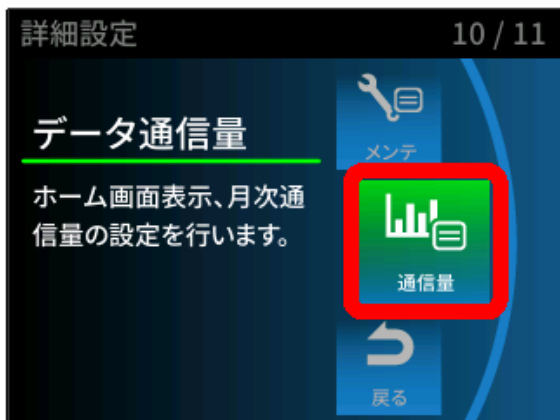 詳細設定
10 / 11
データ通信量
ホーム画面表示、月次通
信量の設定を行います。
メンテ
通信量
戻る